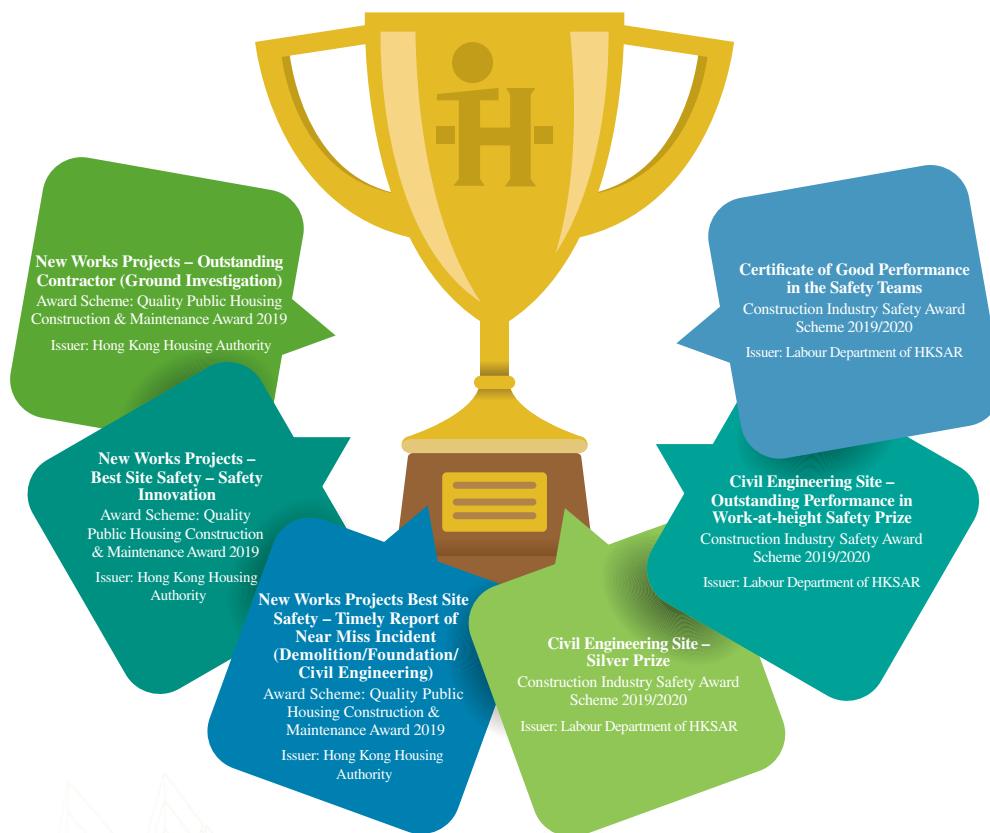 New Works Projects – Outstanding
Contractor (Ground Investigation)
Award Scheme: Quality Public Housing
Construction & Maintenance Award 2019
Issuer: Hong Kong Housing Authority
New Works Projects –
Best Site Safety – Safety
Innovation
Award Scheme: Quality
Public Housing Construction
& Maintenance Award 2019
Issuer: Hong Kong Housing
Authority
New Works Projects Best Site
Safety – Timely Report of
Near Miss Incident
(Demolition/Foundation/
Civil Engineering)
Award Scheme: Quality Public
Housing Construction &
Maintenance Award 2019
Issuer: Hong Kong Housing
Authority
Civil Engineering Site –
Silver Prize
Construction Industry Safety Award
Scheme 2019/2020
Issuer: Labour Department of HKSAR
Civil Engineering Site –
Outstanding Performance in
Work-at-height Safety Prize
Construction Industry Safety Award
Scheme 2019/2020
Issuer: Labour Department of HKSAR
Certificate of Good Performance
in the Safety Teams
Construction Industry Safety Award
Scheme 2019/2020
Issuer: Labour Department of HKSAR